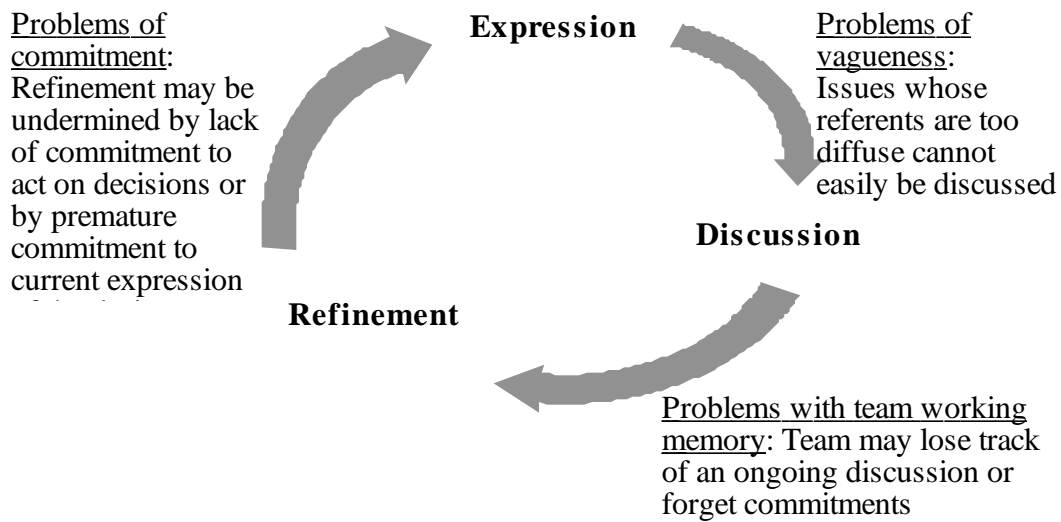 Problems of
commitment:
Refinement may be
undermined by lack
of commitment to
act on decisions or
by premature
commitment to
current expression
Expression
Problems of
vagueness:
Issues whose
referents are too
diffuse cannot
easily be discussed
Discussion
Refinement
Problems with team working
memory: Team may lose track
of an ongoing discussion or
forget commitments